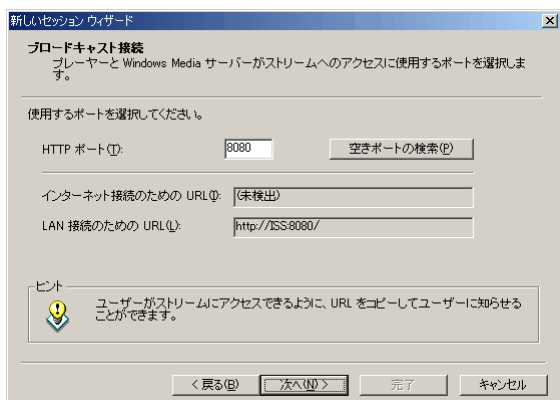 新しいセッション ウィザード
ブロードキャスト接続
プレーヤーと Windows Media サーバーがストリームへのアクセスに使用するポートを選択しま
す。
使用するポートを選択してください。
HTTP ポート(T): 8080 空きポートの検索(P)
インターネット接続のための URL(I): (未検出)
LAN 接続のための URL(L): http://ISS:8080/
ヒント
ユーザーがストリームにアクセスできるように、URL をコピーしてユーザーに知らせる
ことができます。
< 戻る(B) 次へ(N) > 完了 キャンセル